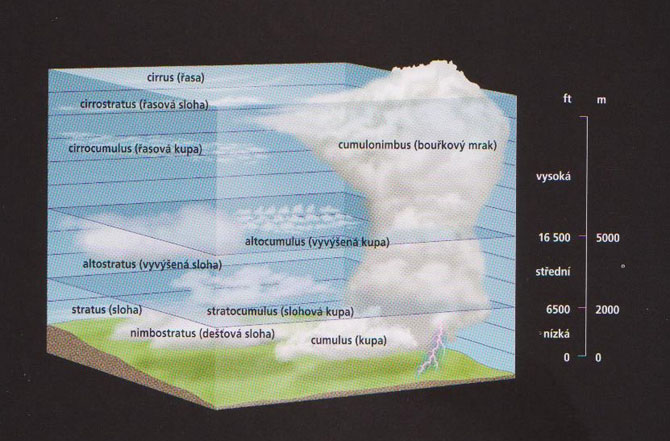 cirrus (řasa)
cirrostratus (řasová sloha)
cirrocumulus (řasová kupa)
cumulonimbus (bouřkový mrak)
altocumulus (vyvýšená kupa)
altostratus (vyvýšená sloha)
stratus (sloha)
stratocumulus (slohová kupa)
nimbostratus (dešťová sloha)
cumulus (kupa)
ft m
vysoká
16 500 5000
střední
6500 2000
nízká
0 0